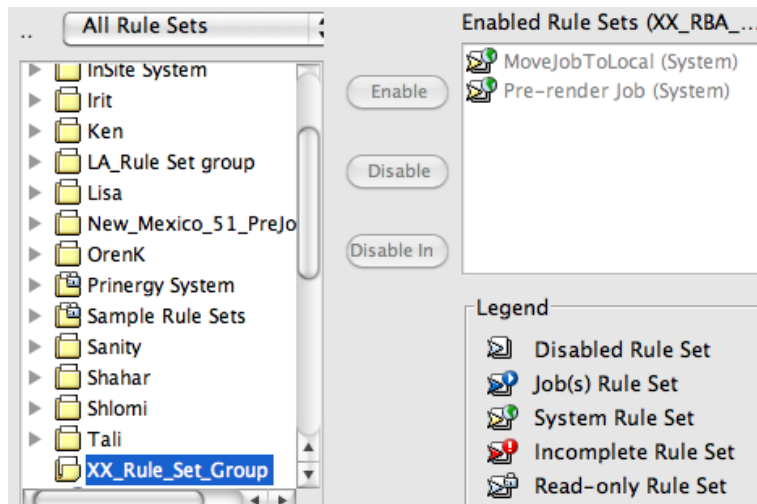 ..
All Rule Sets
InSite System
Irit
Ken
LA_Rule Set group
Lisa
New_Mexico_51_PreJo
OrenK
Prinergy System
Sample Rule Sets
Sanity
Shahar
Shlomi
Tali
XX_Rule_Set_Group
Enable
Disable
Disable In
Enabled Rule Sets (XX_RBA_...
MoveJobToLocal (System)
Pre-render Job (System)
Legend
Disabled Rule Set
Job(s) Rule Set
System Rule Set
Incomplete Rule Set
Read-only Rule Set